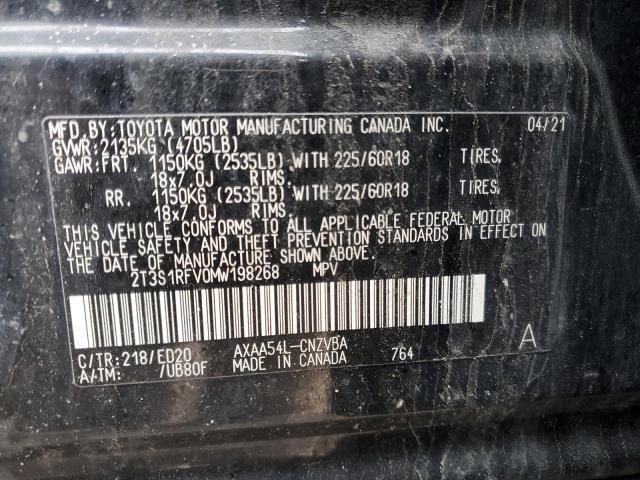 MFD.BY:TOYOTA MOTOR MANUFACTURING CANADA INC. 04/21
GVWR:2135KG (4705LB)
GAWR:FRT. 1150KG (2535LB) WITH 225/60R18 TIRES,
18x7.0J RIMS.
RR. 1150KG (2535LB) WITH 225/60R18 TIRES,
18x7.0J RIMS.
THIS VEHICLE CONFORMS TO ALL APPLICABLE FEDERAL MOTOR
VEHICLE SAFETY AND THEFT PREVENTION STANDARDS IN EFFECT ON
THE DATE OF MANUFACTURE SHOWN ABOVE.
2T3S1RFV0MW198268 MPV
C/TR:218/ED20 AXAA54L-CNZVBA A
A/TM: /UB80F MADE IN CANADA 764